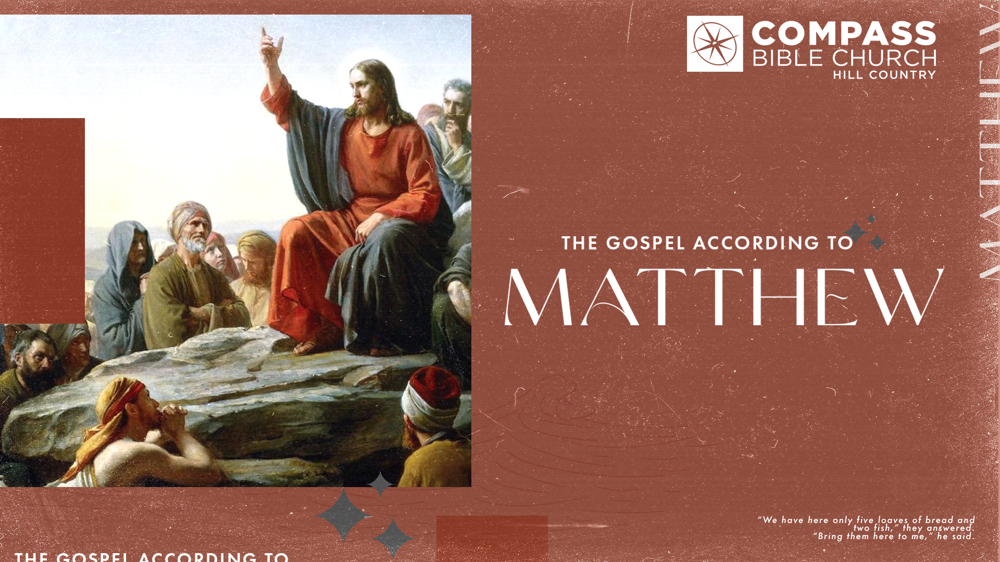 COMPASS
BIBLE CHURCH
HILL COUNTRY
MATTHEW
THE GOSPEL ACCORDING TO
MATTHEW
“We have here only five loaves of bread and
two fish,” they answered.
“Bring them here to me,” he said.
THE GOSPEL ACCORDING TO